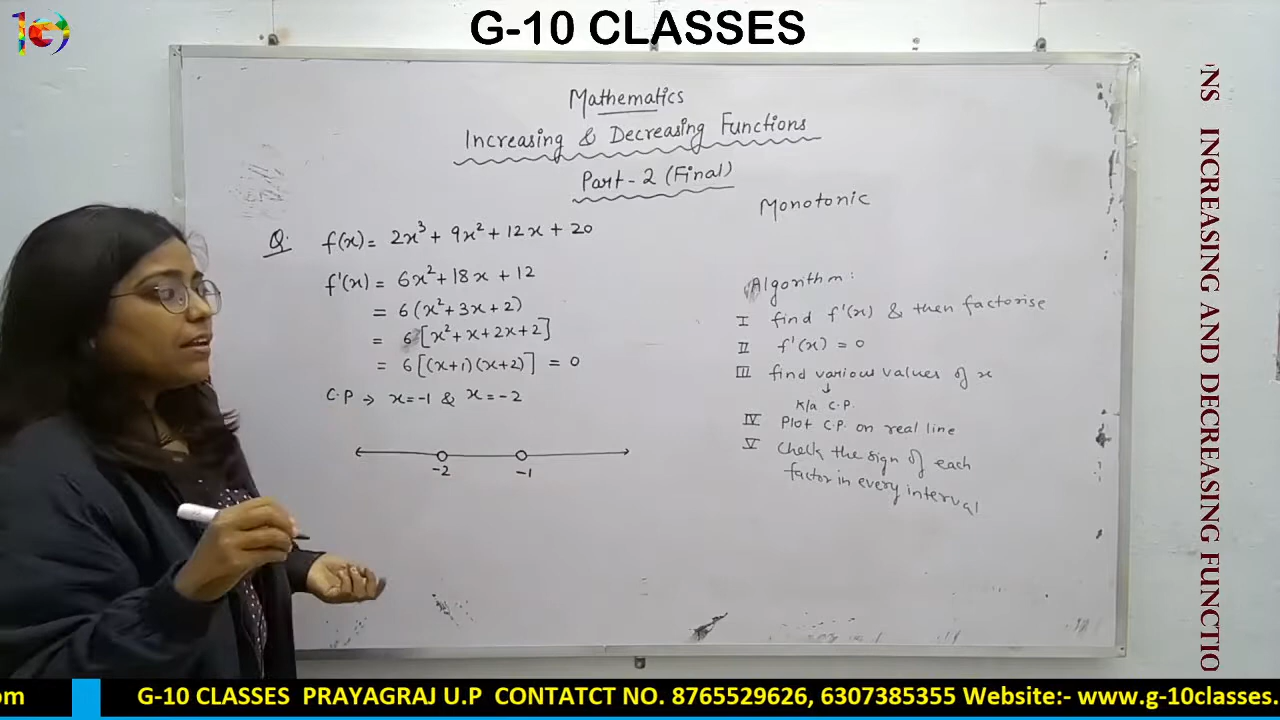 G-10 CLASSES
Mathematics
Increasing & Decreasing Functions
Part-2 (Final)
Monotonic
Q. f(x) = 2x³ + 9x² + 12x + 20
f'(x) = 6x² + 18x + 12
= 6(x² + 3x + 2)
= 6[x² + x + 2x + 2]
= 6[(x+1)(x+2)] = 0
C.P → x = -1 & x = -2
-2 -1
Algorithm:
I find f'(x) & then factorise
II f'(x) = 0
III find various values of x
↓
K/a C.P.
IV Plot C.P. on real line
V Check the sign of each
factor in every interval
INCREASING AND DECREASING FUNCTIO
G-10 CLASSES PRAYAGRAJ U.P CONTATCT NO. 8765529626, 6307385355 Website:- www.g-10classes.